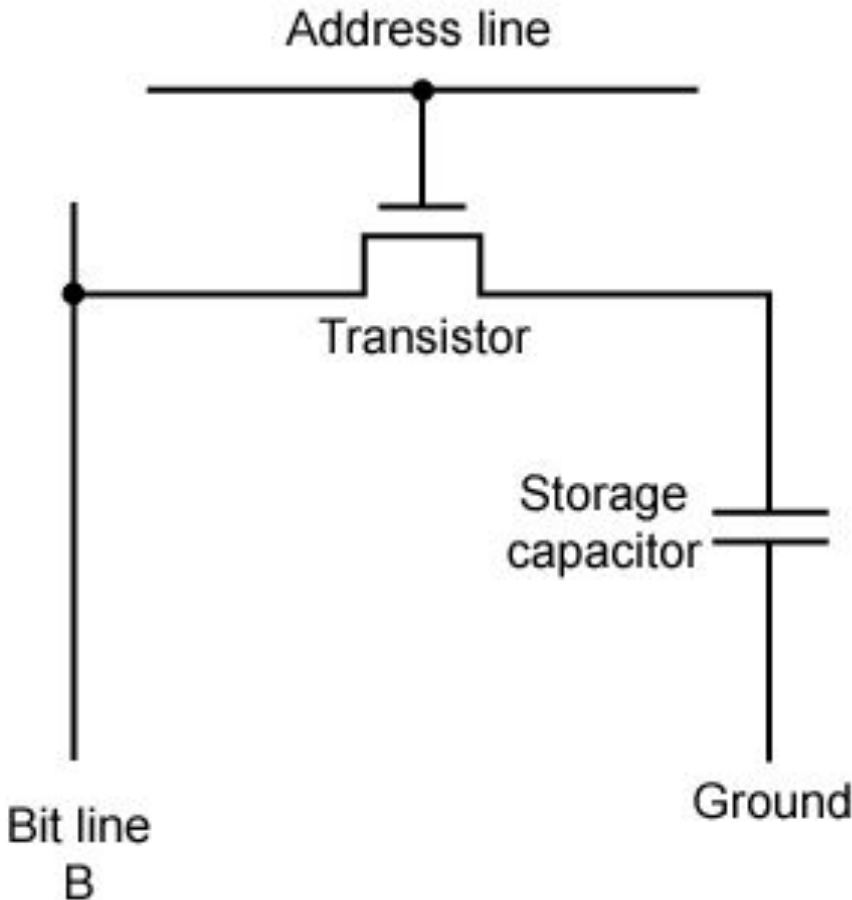 Address line
Transistor
Storage
capacitor
Ground
Bit line
B